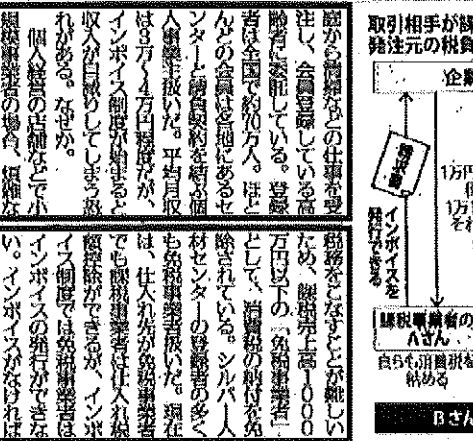 庭から清掃などの仕事を受
注し、会員登録している高
齢者に委託している。登録
者は全国で約70万人。ほと
んどの会員は各地にあるセ
ンターと請負契約を結ぶ個
人事業主扱いだ。平均月収
は3万〜4万円程度だが、
インボイス制度が始まると
収入が目減りしてしまう恐
れがある。なぜか。
個人経営の店舗などで小
規模事業者の場合、煩雑な
税務をこなすことが難しい
ため、課税売上高1000
万円以下の「免税事業者」
として、消費税の納付を免
除されている。シルバー人
材センターの登録者の多く
も免税事業者扱いだ。現在
は、仕入れ先が免税事業者
でも課税事業者は仕入れ税
額控除ができるが、インボ
イス制度では免税事業者は
インボイスの発行ができな
い。インボイスがなければ
取引相手が
発注元の税
企
請求書
1万円
1万
インボイスを
発行できる
課税事業者の
Aさん
自らも消費税を
納める
Bさん